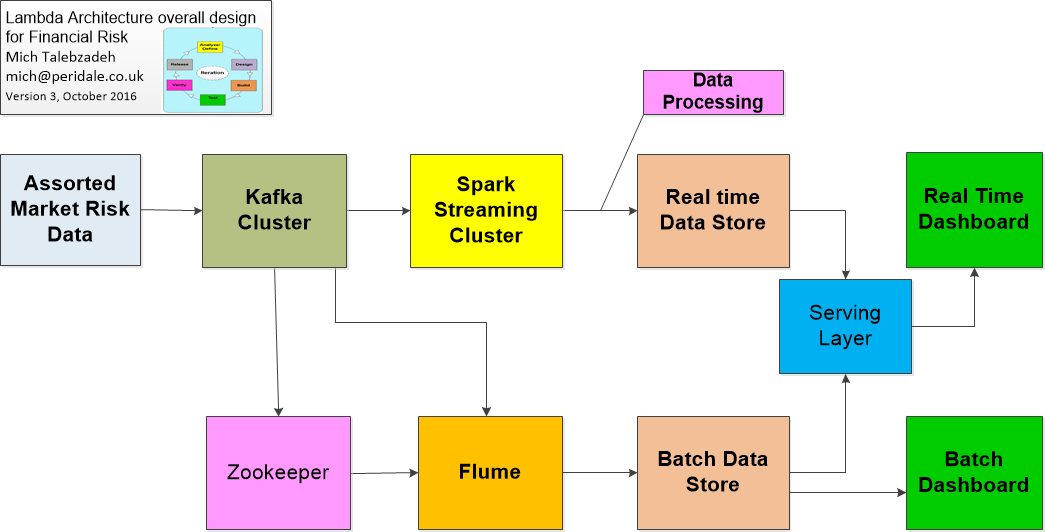 Lambda Architecture overall design
for Financial Risk
Mich Talebzadeh
mich@peridale.co.uk
Version 3, October 2016
Analyze/
Define
Release
Design
Iteration
Verify
Build
Test
Data
Processing
Assorted
Market Risk
Data
Kafka
Cluster
Spark
Streaming
Cluster
Real time
Data Store
Real Time
Dashboard
Serving
Layer
Zookeeper
Flume
Batch Data
Store
Batch
Dashboard